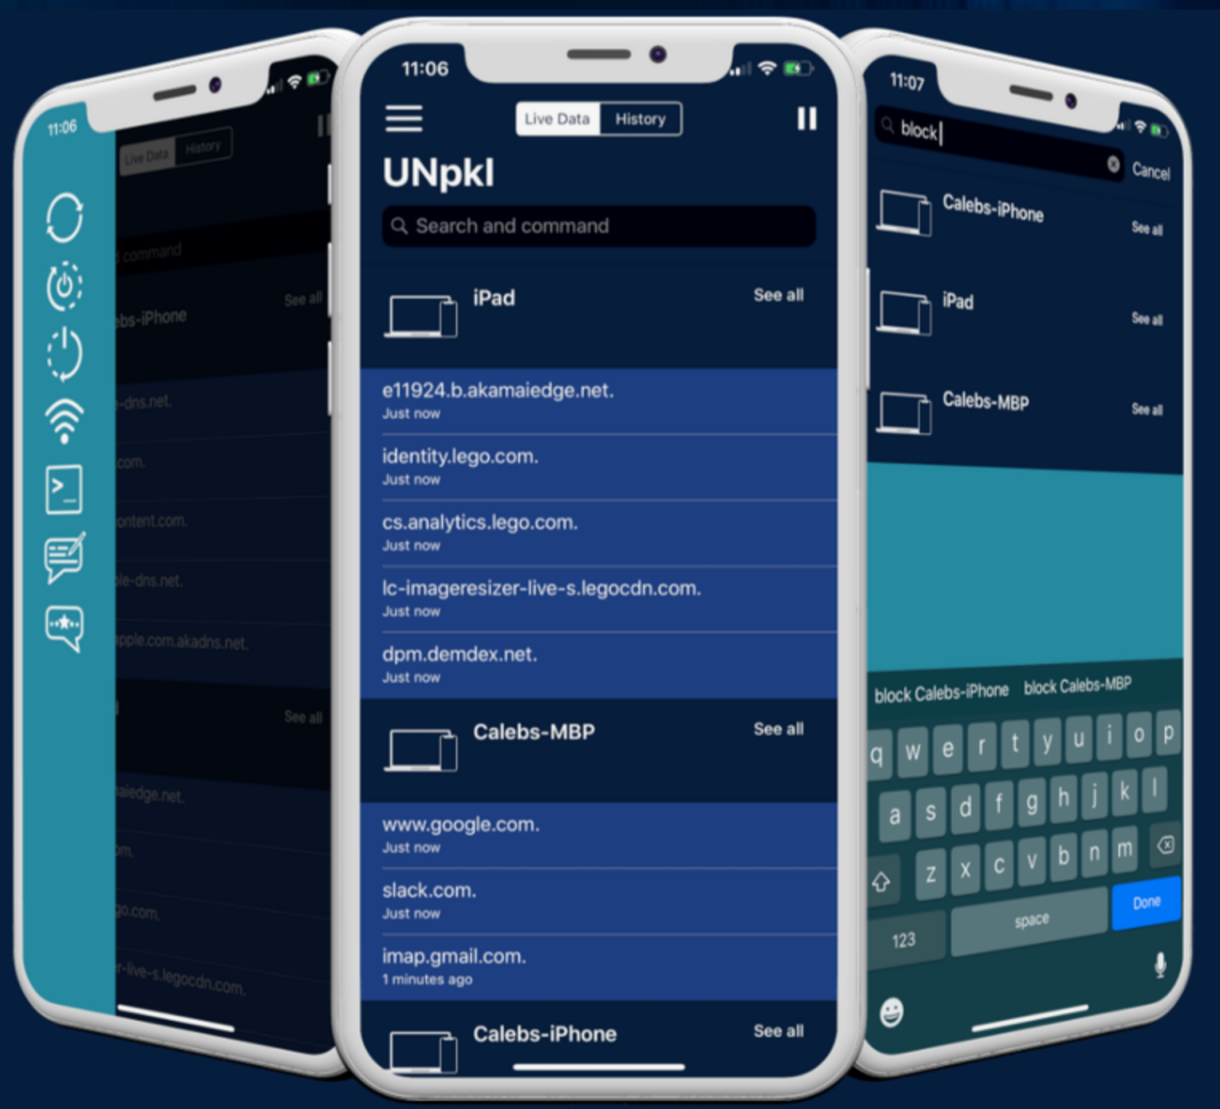 11:06
Live Data History
command
See all
ebs-iPhone
-dns.net.
.com.
ontent.com.
ple-dns.net.
apple.com.akadns.net.
See all
maiedge.net.
om.
go.com.
r-live-s.legocdn.com.
11:06
Live Data History
UNpkl
Search and command
iPad See all
e11924.b.akamaiedge.net.
Just now
identity.lego.com.
Just now
cs.analytics.lego.com.
Just now
lc-imageresizer-live-s.legocdn.com.
Just now
dpm.demdex.net.
Just now
Calebs-MBP See all
www.google.com.
Just now
slack.com.
Just now
imap.gmail.com.
1 minutes ago
Calebs-iPhone See all
11:07
block
Cancel
Calebs-iPhone See all
iPad See all
Calebs-MBP See all
block Calebs-iPhone block Calebs-MBP
q w e r t y u i o p
a s d f g h j k l
z x c v b n m
123 space Done